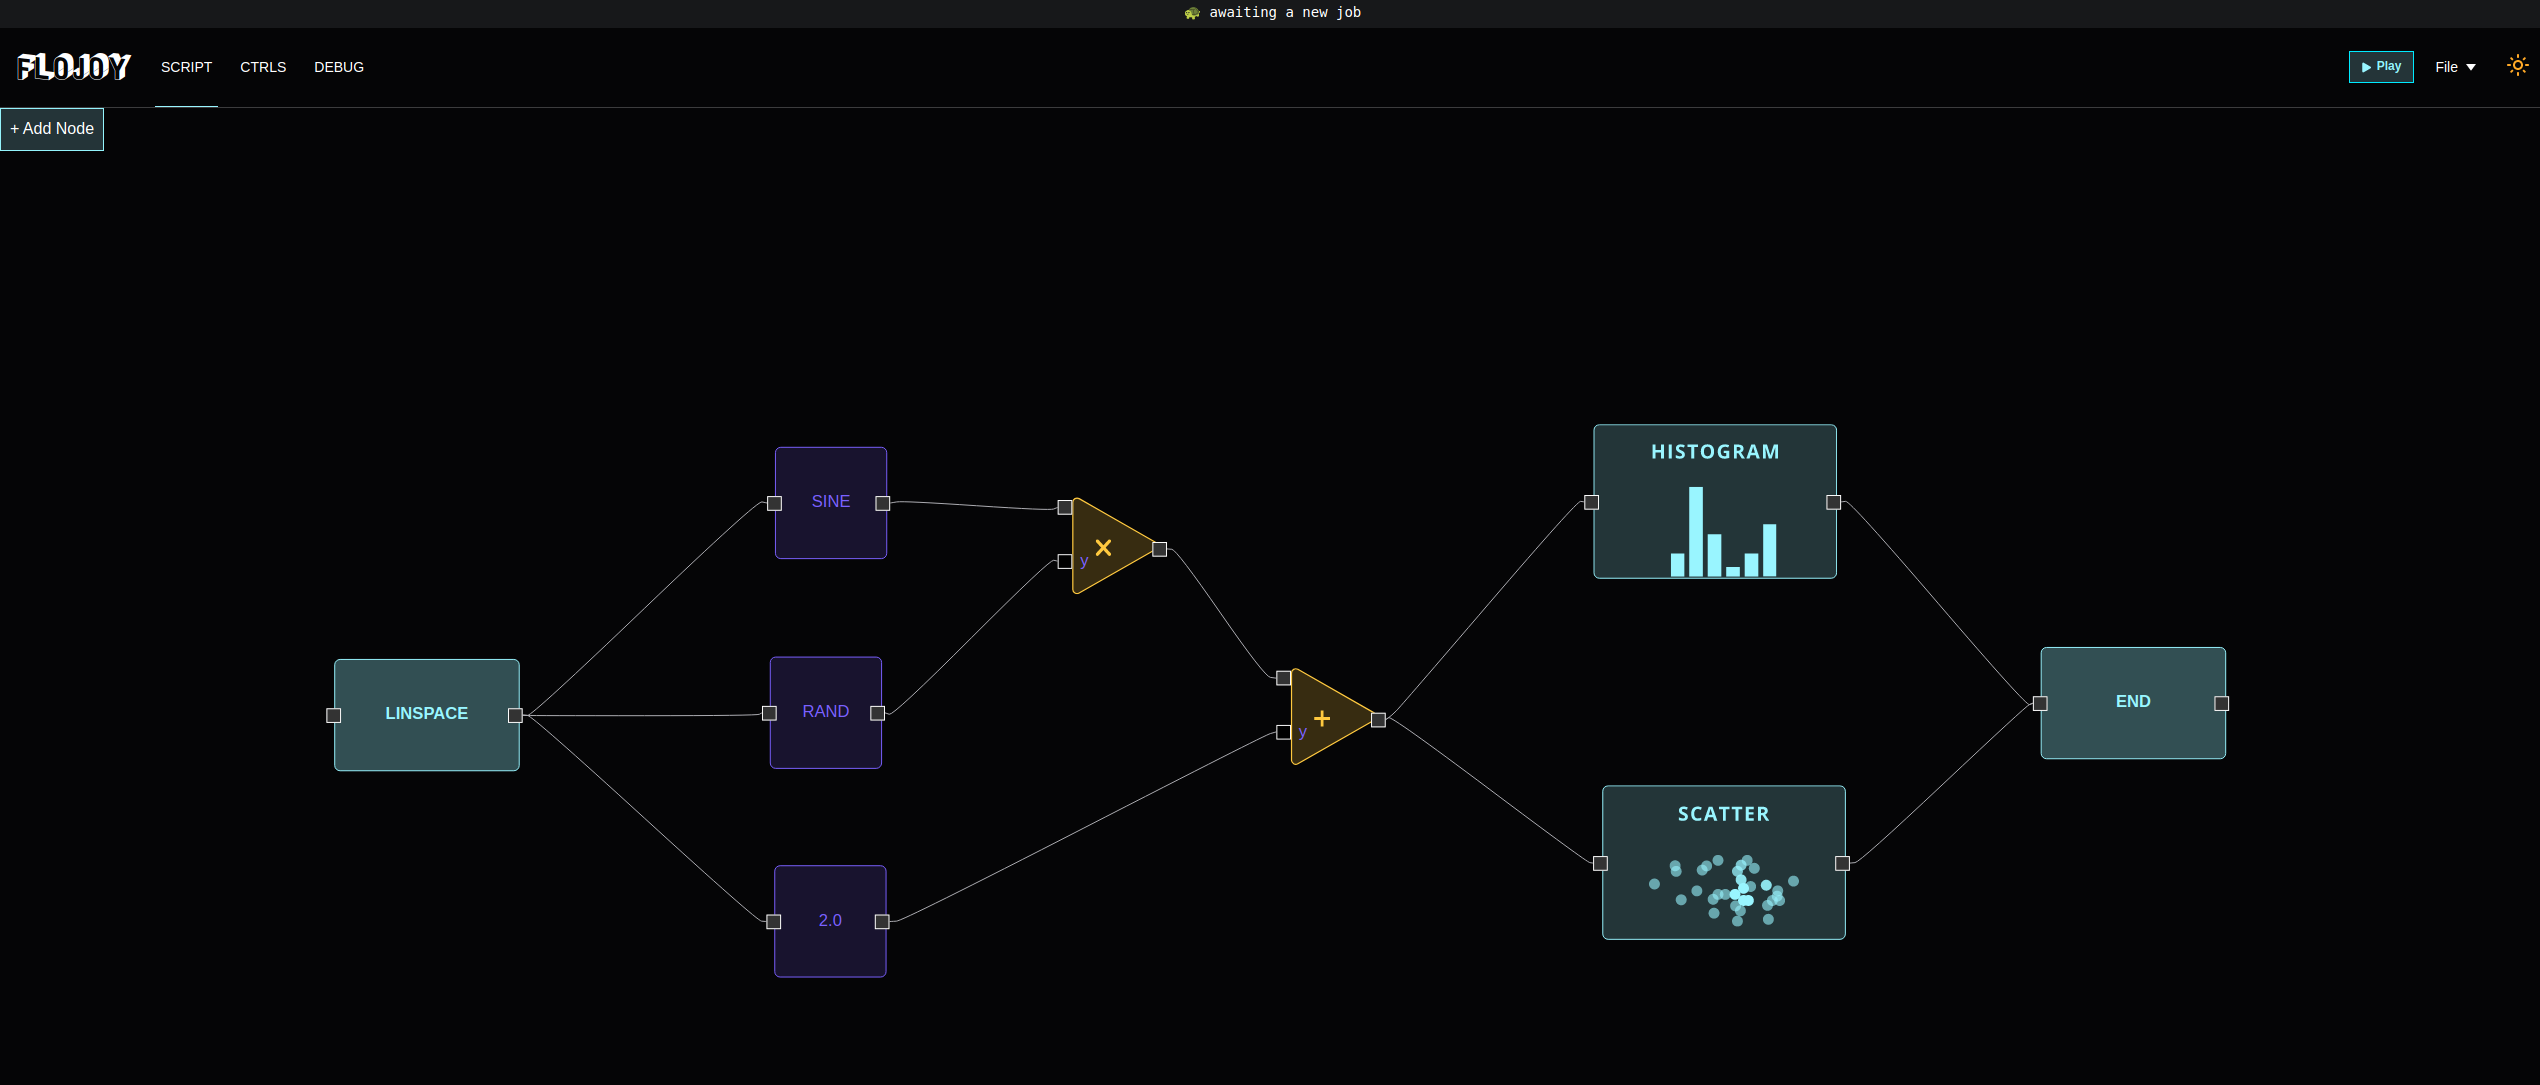 🐢 awaiting a new job
FLOJOY SCRIPT CTRLS DEBUG Play File
+ Add Node
HISTOGRAM
SINE
×
y
LINSPACE
RAND
+
y
END
SCATTER
2.0